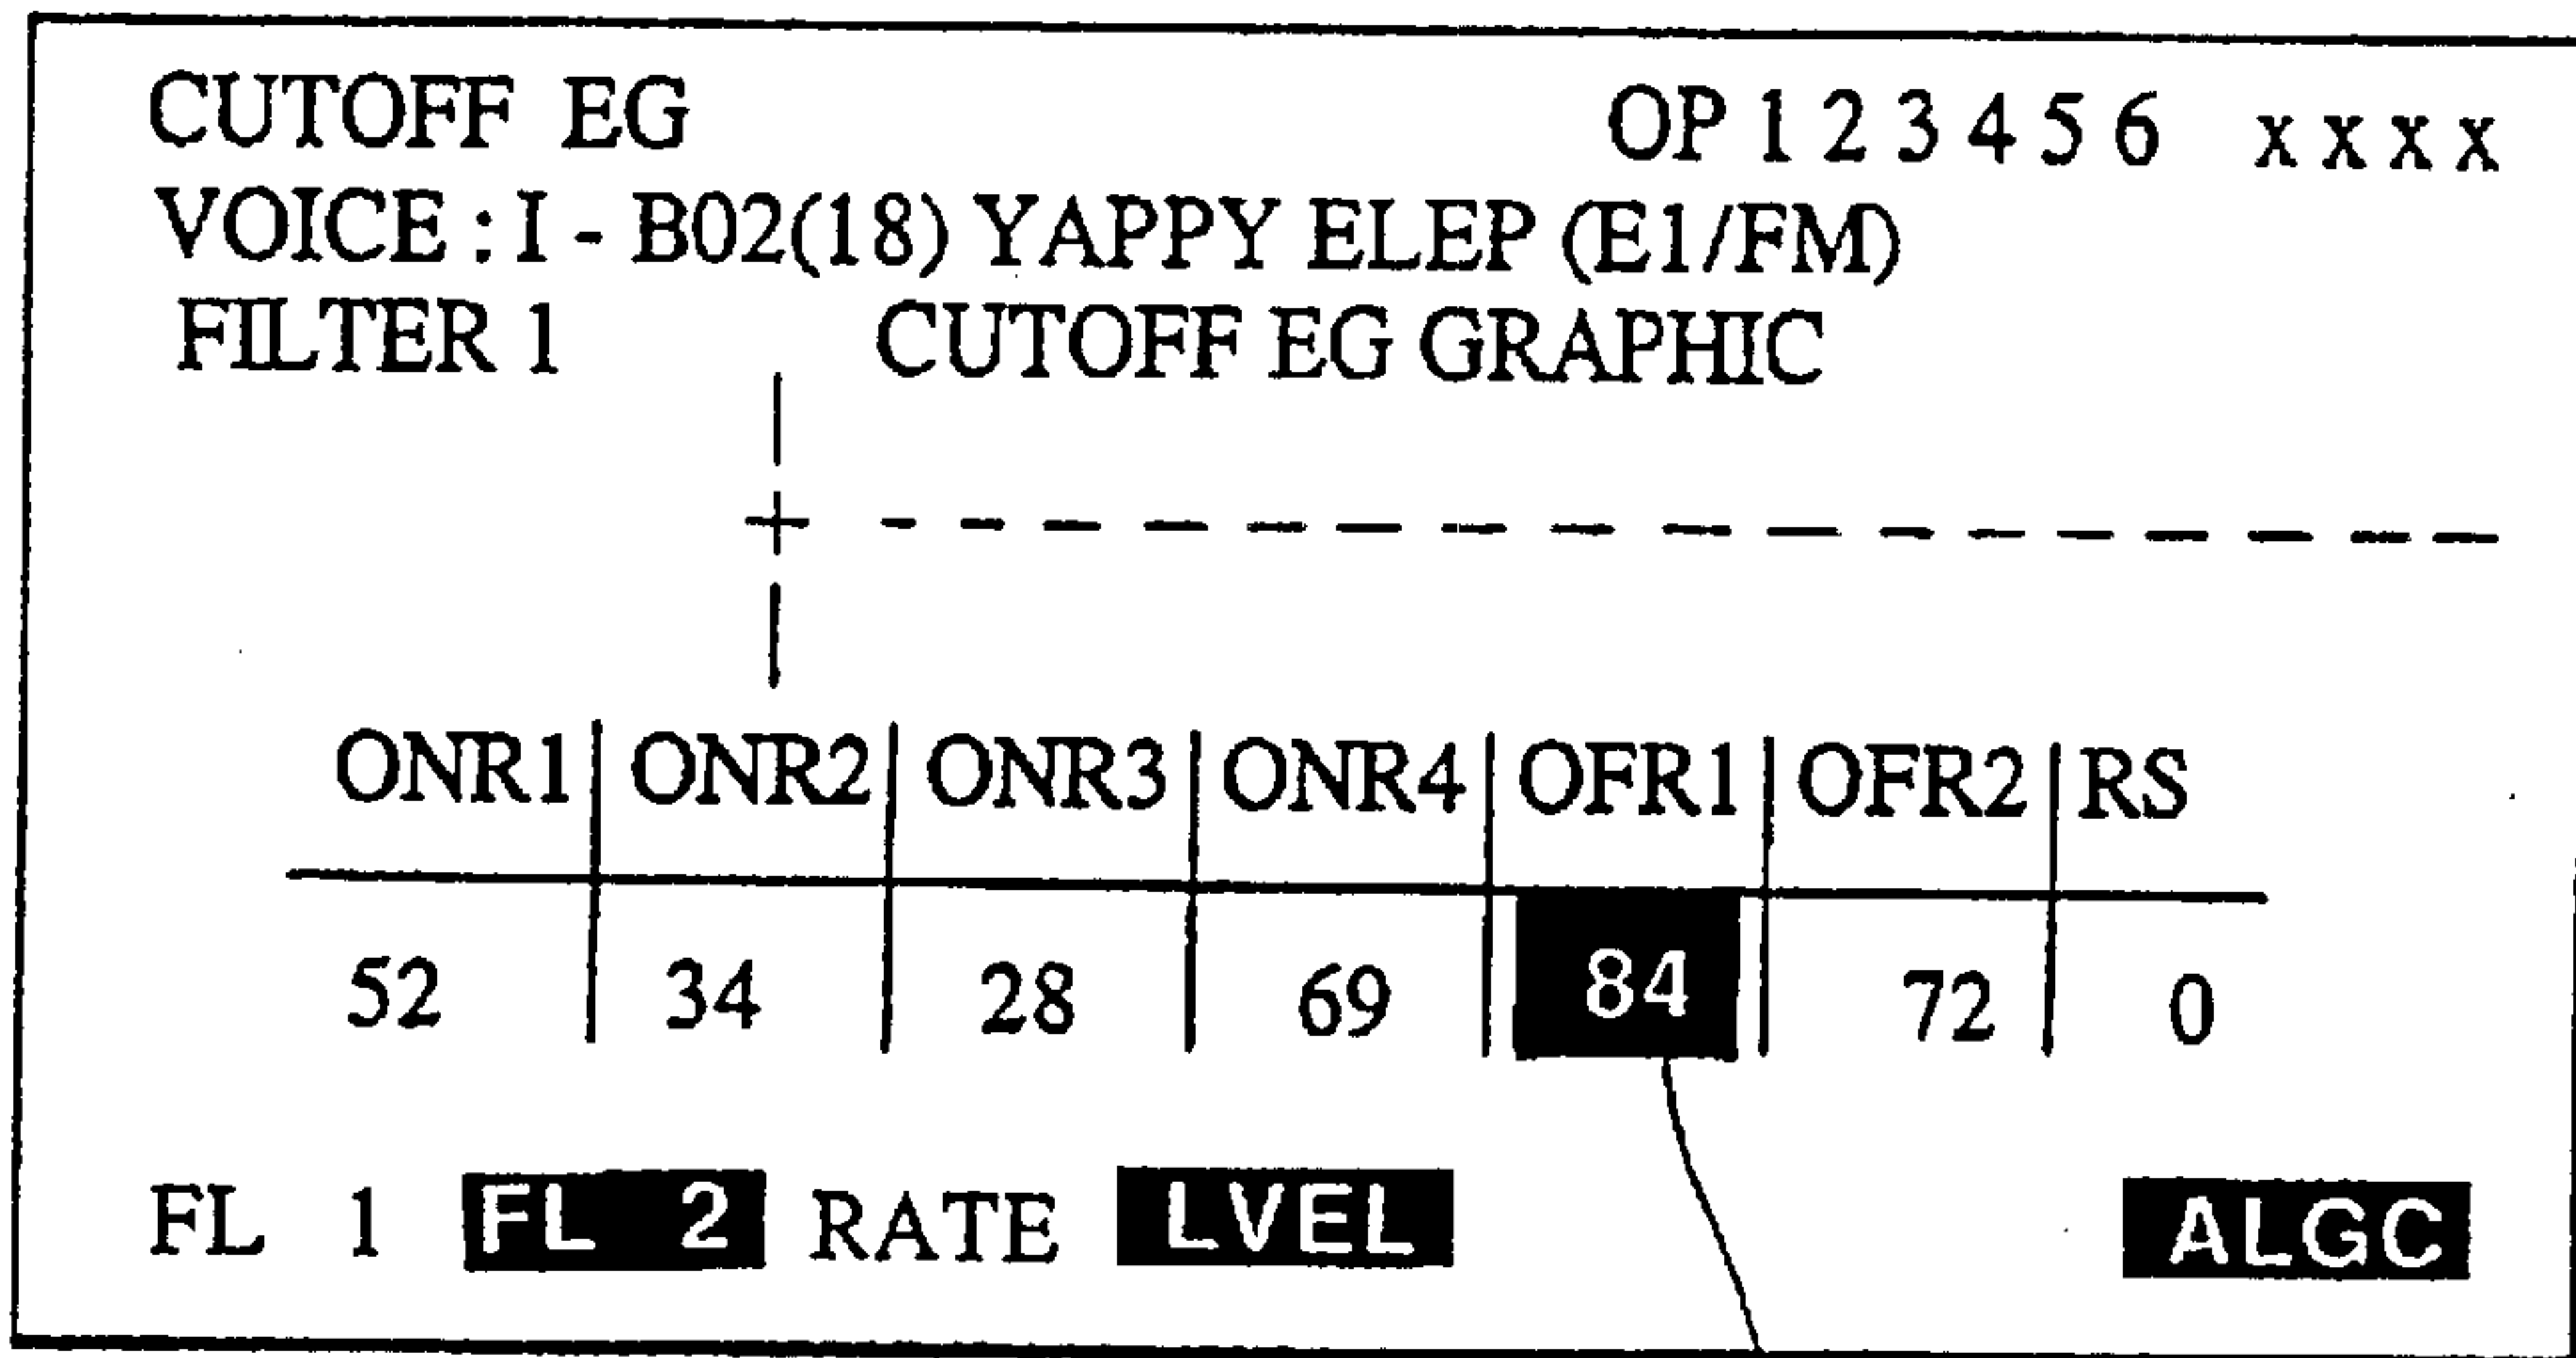 CUTOFF EG OP 1 2 3 4 5 6 x x x x
VOICE : I - B02(18) YAPPY ELEP (E1/FM)
FILTER 1 CUTOFF EG GRAPHIC
ONR1 ONR2 ONR3 ONR4 OFR1 OFR2 RS
52 34 28 69 84 72 0
FL 1 FL 2 RATE LVEL ALGC